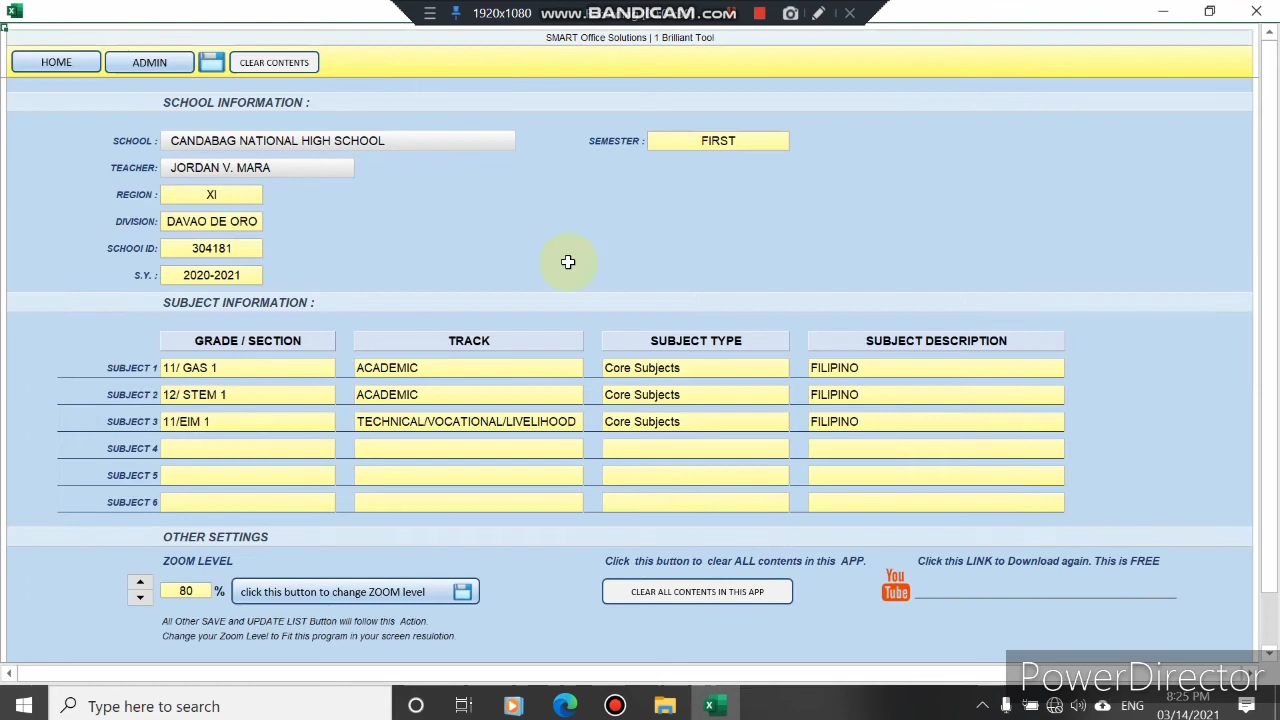 1920x1080 www.BANDICAM.com
SMART Office Solutions | 1 Brilliant Tool
HOME ADMIN CLEAR CONTENTS
SCHOOL INFORMATION :
SCHOOL : CANDABAG NATIONAL HIGH SCHOOL SEMESTER : FIRST
TEACHER: JORDAN V. MARA
REGION : XI
DIVISION: DAVAO DE ORO
SCHOOl ID: 304181
S.Y. : 2020-2021
SUBJECT INFORMATION :
GRADE / SECTION TRACK SUBJECT TYPE SUBJECT DESCRIPTION
SUBJECT 1 11/ GAS 1 ACADEMIC Core Subjects FILIPINO
SUBJECT 2 12/ STEM 1 ACADEMIC Core Subjects FILIPINO
SUBJECT 3 11/EIM 1 TECHNICAL/VOCATIONAL/LIVELIHOOD Core Subjects FILIPINO
SUBJECT 4
SUBJECT 5
SUBJECT 6
OTHER SETTINGS
ZOOM LEVEL Click this button to clear ALL contents in this APP. Click this LINK to Download again. This is FREE
80 % click this button to change ZOOM level CLEAR ALL CONTENTS IN THIS APP You Tube
All Other SAVE and UPDATE LIST Button will follow this Action.
Change your Zoom Level to Fit this program in your screen resulotion.
PowerDirector
Type here to search ENG 8:25 PM
03/14/2021